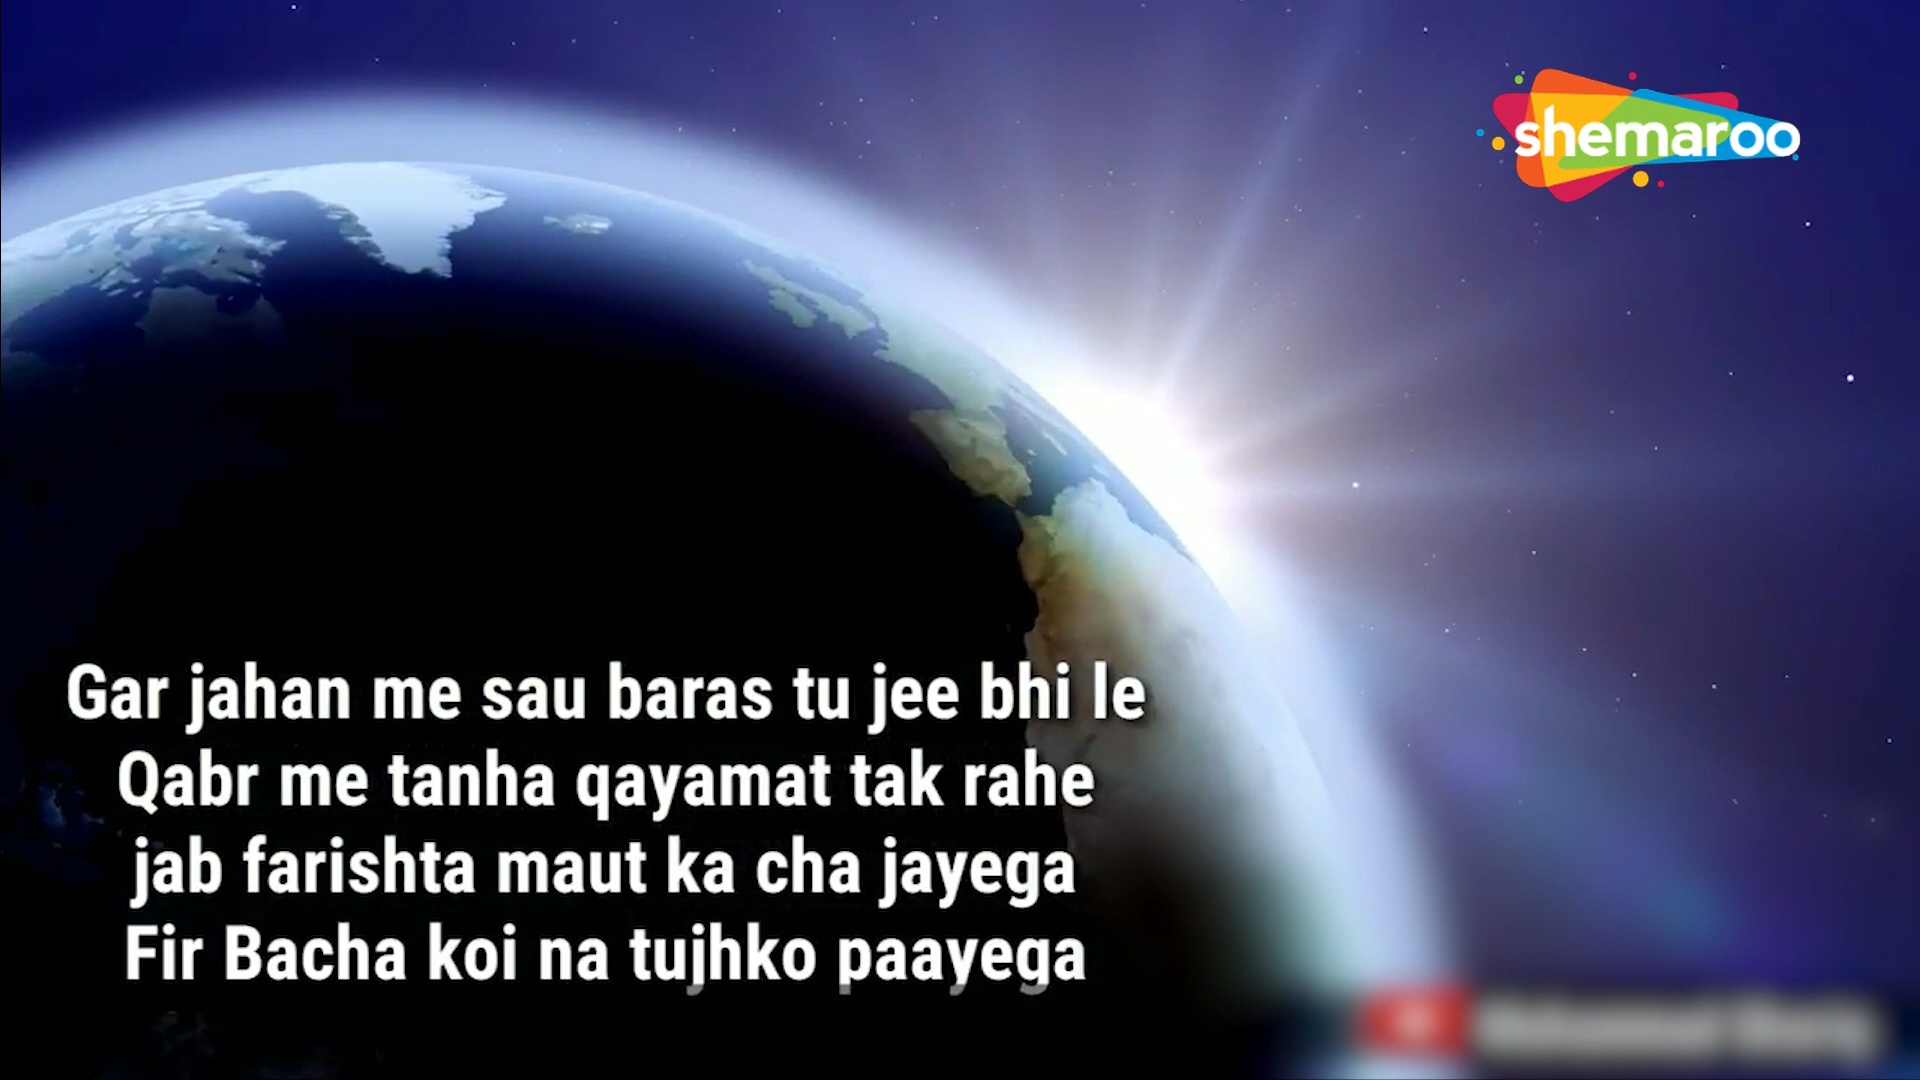 shemaroo
Gar jahan me sau baras tu jee bhi le
Qabr me tanha qayamat tak rahe
jab farishta maut ka cha jayega
Fir Bacha koi na tujhko paayega